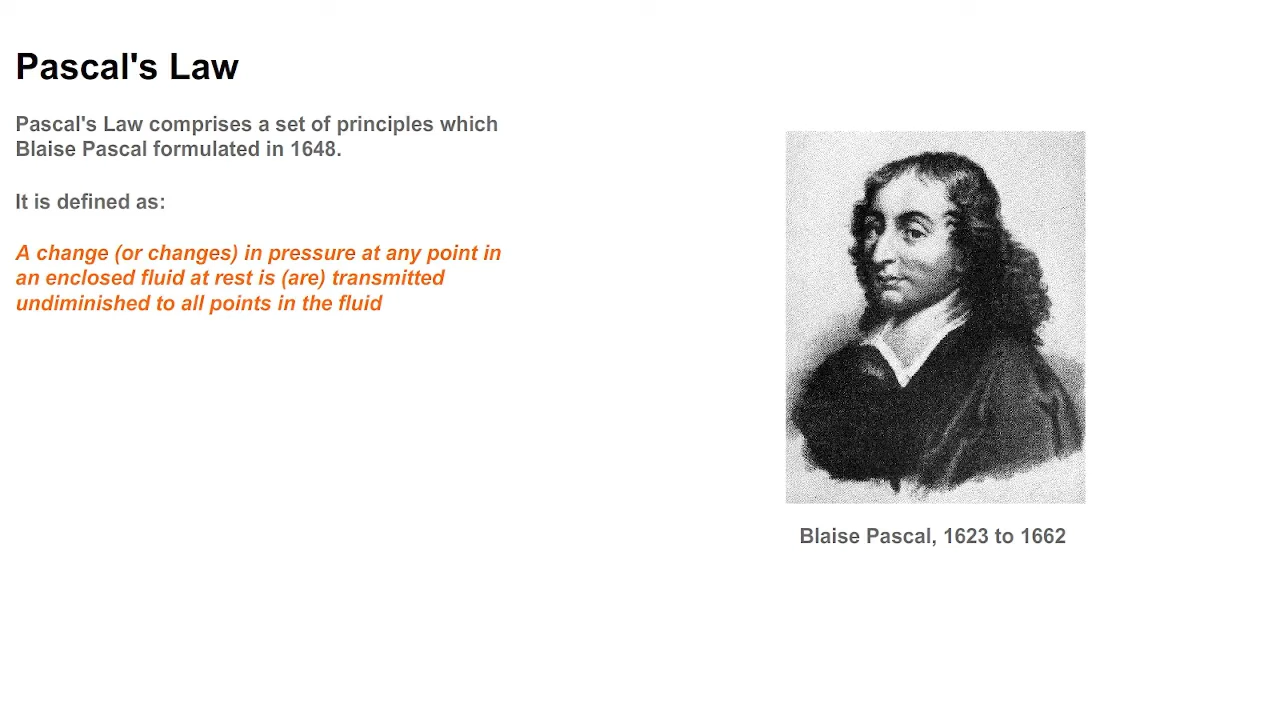 Pascal's Law
Pascal's Law comprises a set of principles which
Blaise Pascal formulated in 1648.
It is defined as:
A change (or changes) in pressure at any point in
an enclosed fluid at rest is (are) transmitted
undiminished to all points in the fluid
Blaise Pascal, 1623 to 1662